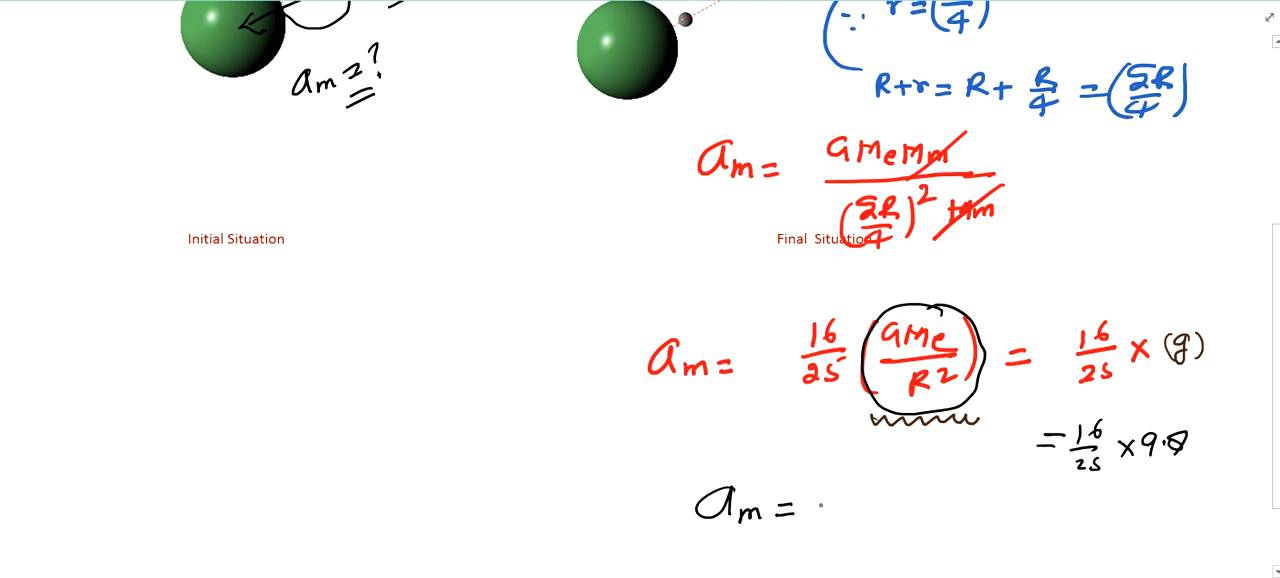 ∵ r = (R/4)
am = ?
R+r = R + R/4 = (5R/4)
am = GMeMm / (5R/4)² Mm
Initial Situation
Final Situation
am = 16/25 (GMe/R²) = 16/25 × (g)
= 16/25 × 9.8
am =